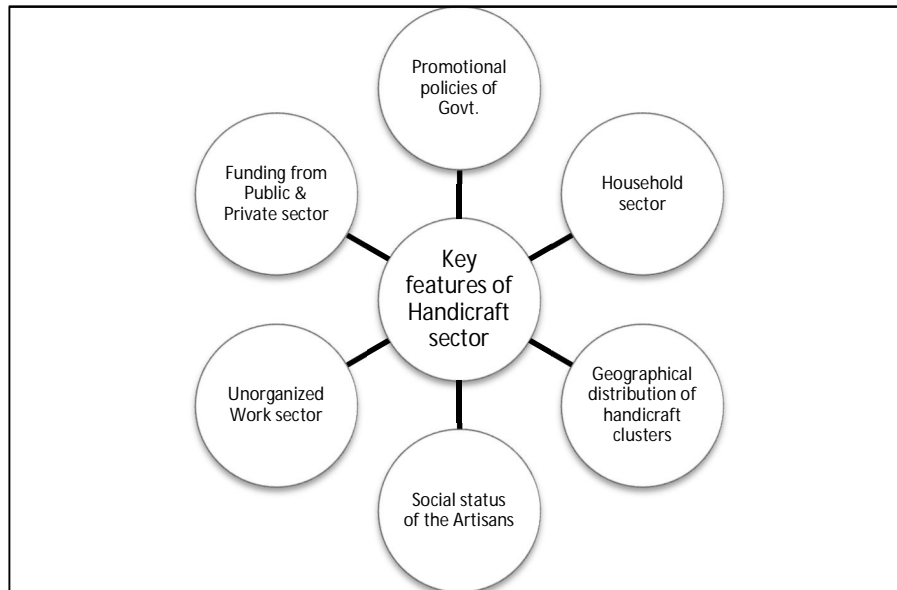 Promotional
policies of
Govt.
Funding from
Public &
Private sector
Household
sector
Key
features of
Handicraft
sector
Unorganized
Work sector
Geographical
distribution of
handicraft
clusters
Social status
of the Artisans